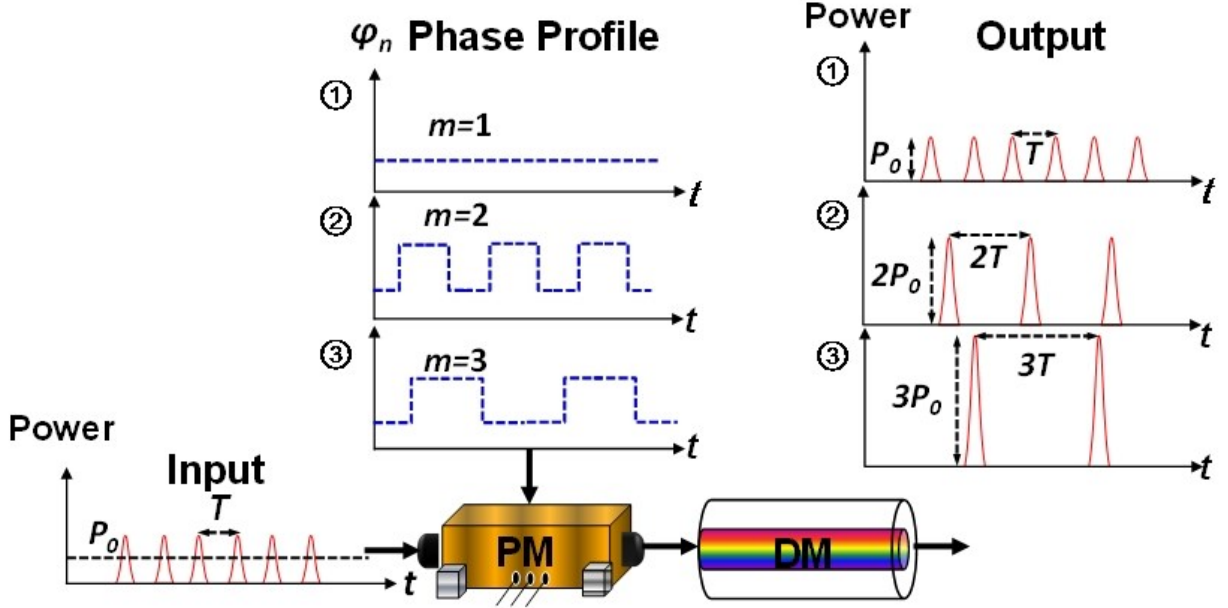 φn Phase Profile
① m=1
t
② m=2
t
③ m=3
t
Power
Input
T
P0
t
PM
DM
Power
Output
①
P0
T
t
②
2P0
2T
t
③
3P0
3T
t